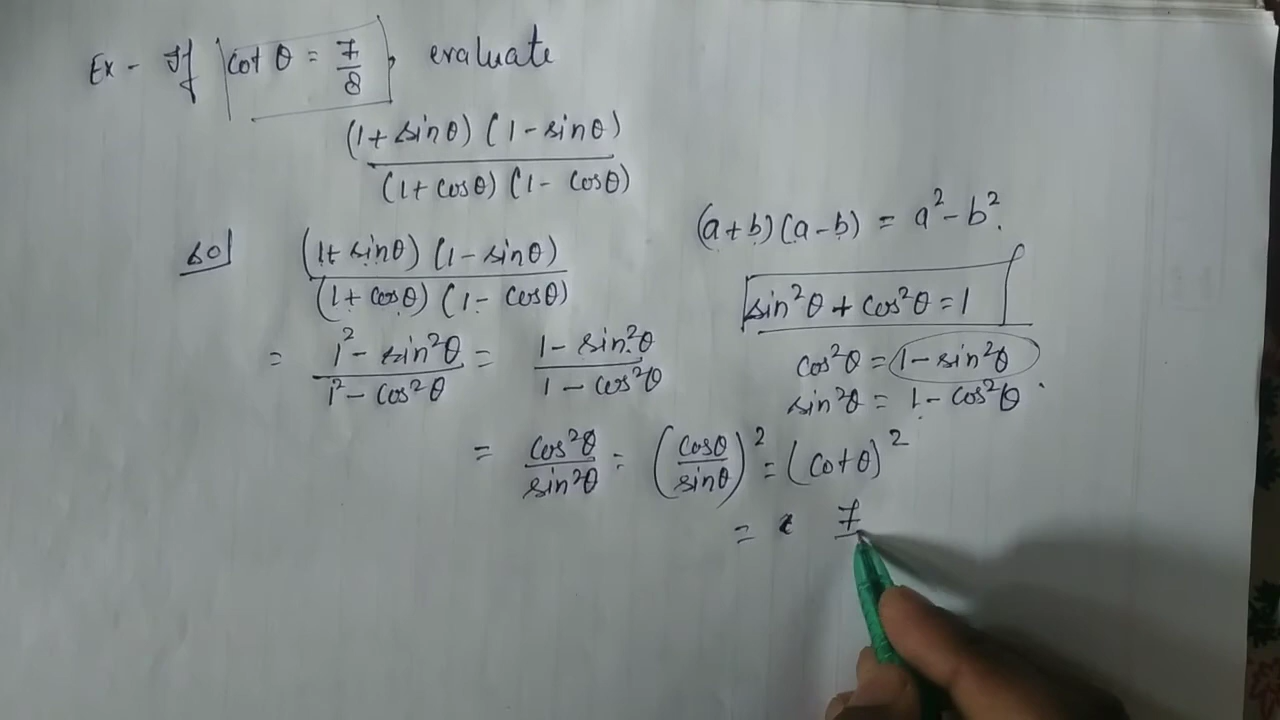 Ex - If cot θ = 7/8, evaluate
(1 + sinθ) (1 - sinθ) / (1 + cosθ) (1 - cosθ)
sol (1 + sinθ) (1 - sinθ) / (1 + cosθ) (1 - cosθ)
= 1² - sin²θ / 1² - cos²θ = 1 - sin²θ / 1 - cos²θ
= cos²θ / sin²θ = (cosθ / sinθ)² = (cotθ)²
= 7
(a + b) (a - b) = a² - b².
sin²θ + cos²θ = 1
cos²θ = 1 - sin²θ
sin²θ = 1 - cos²θ